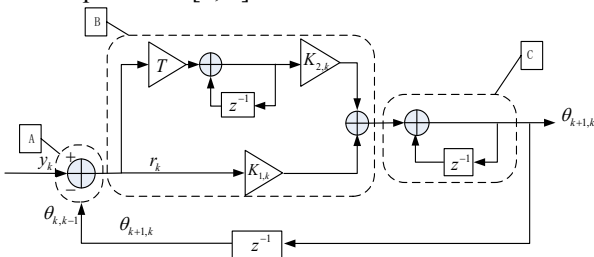 B
C
A
T
K_{2,k}
z^{-1}
θ_{k+1,k}
z^{-1}
y_k
+
−
r_k
K_{1,k}
θ_{k,k-1}
θ_{k+1,k}
z^{-1}